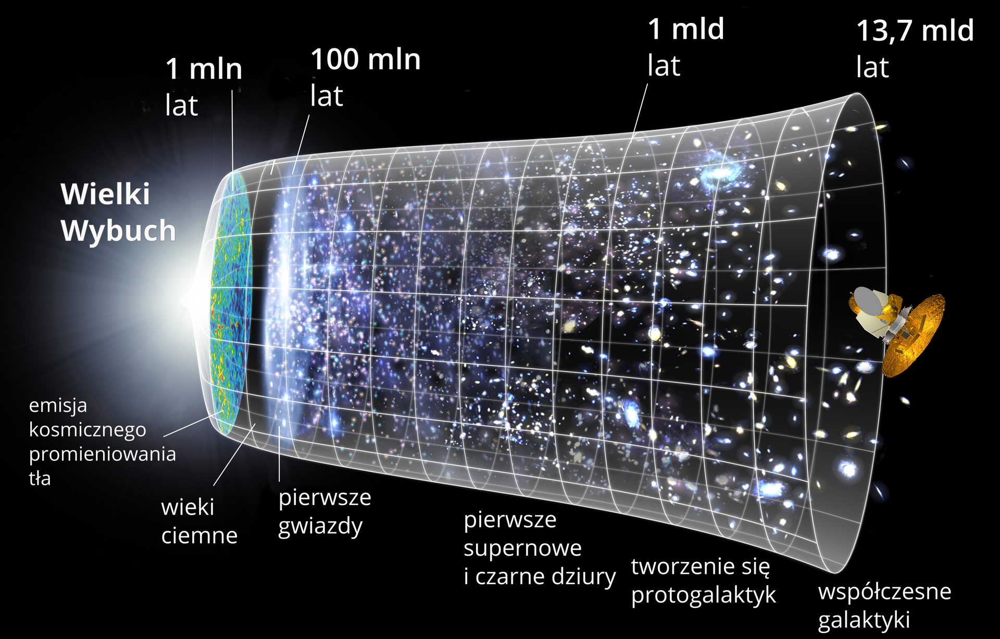 1 mln
lat
100 mln
lat
1 mld
lat
13,7 mld
lat
Wielki
Wybuch
emisja
kosmicznego
promieniowania
tła
wieki
ciemne
pierwsze
gwiazdy
pierwsze
supernowe
i czarne dziury
tworzenie się
protogalaktyk
współczesne
galaktyki